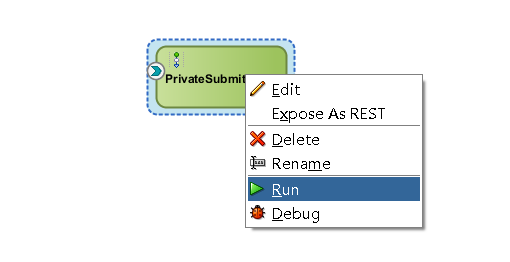 PrivateSubmit
Edit
Expose As REST
Delete
Rename
Run
Debug